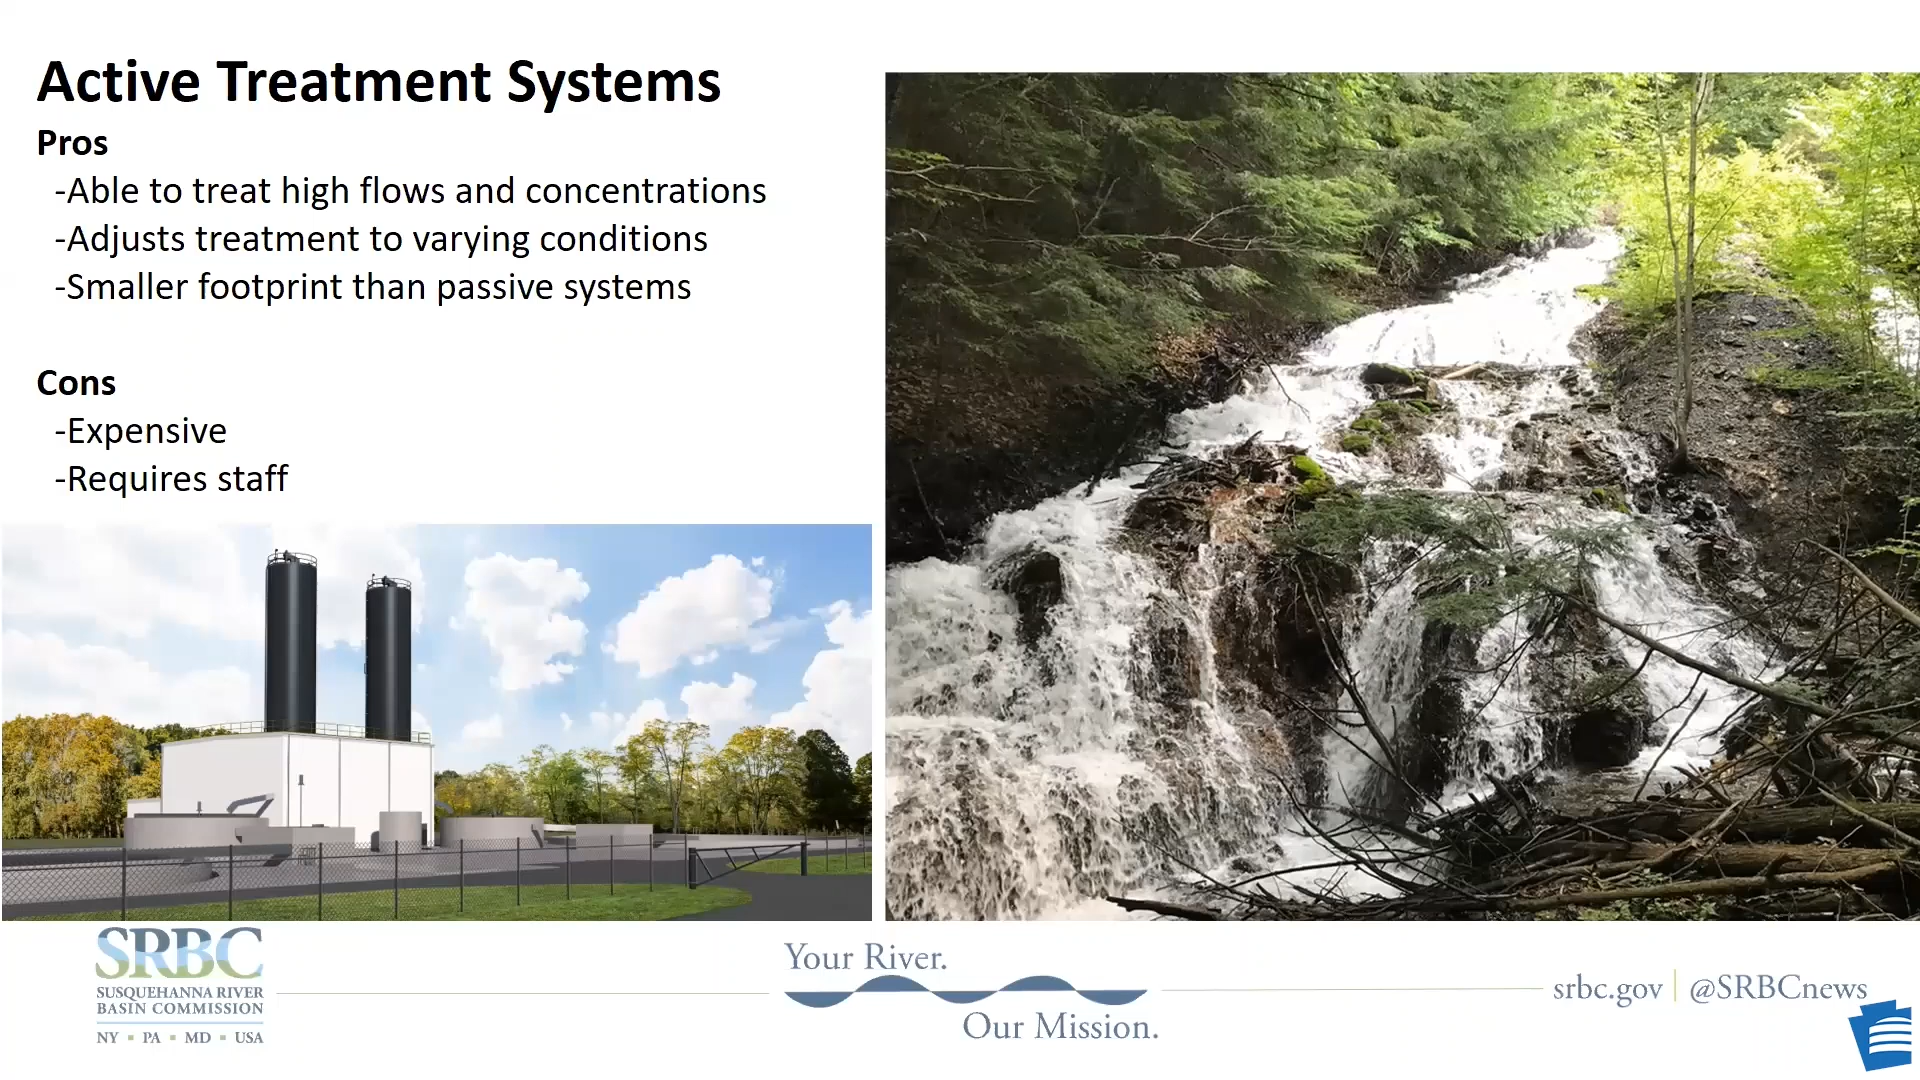 Active Treatment Systems
Pros
-Able to treat high flows and concentrations
-Adjusts treatment to varying conditions
-Smaller footprint than passive systems
Cons
-Expensive
-Requires staff
SRBC
SUSQUEHANNA RIVER
BASIN COMMISSION
NY ▪ PA ▪ MD ▪ USA
Your River.
Our Mission.
srbc.gov | @SRBCnews